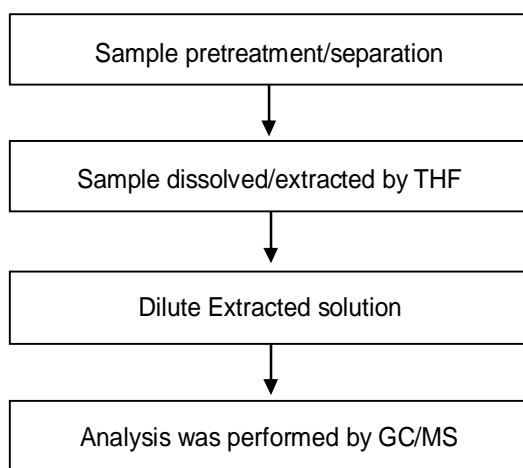 Sample pretreatment/separation
Sample dissolved/extracted by THF
Dilute Extracted solution
Analysis was performed by GC/MS